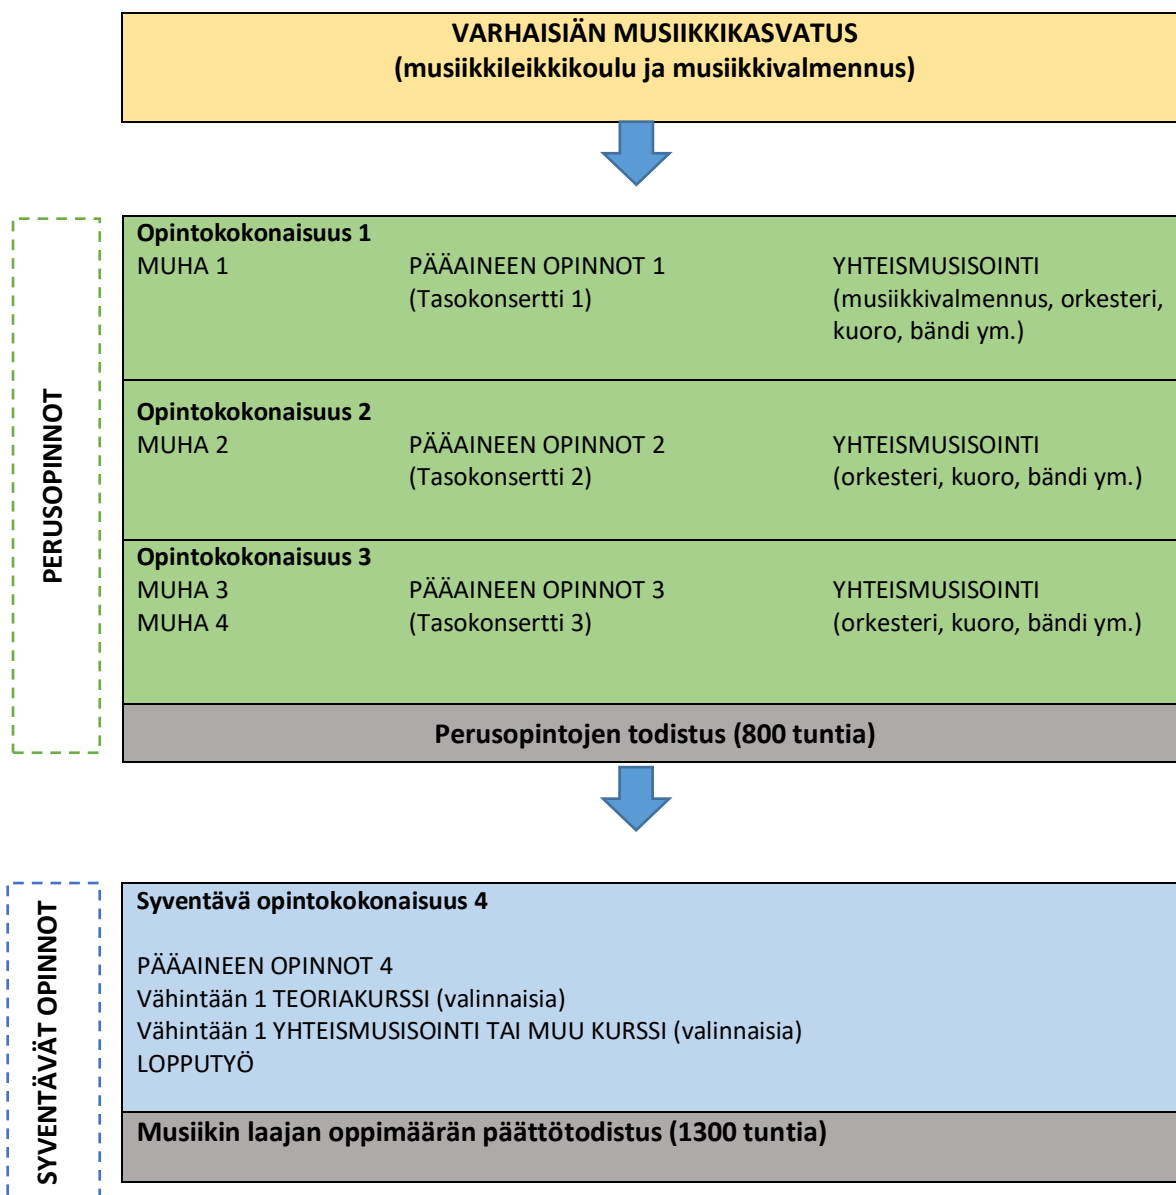 VARHAISIÄN MUSIIKKIKASVATUS
(musiikkileikkikoulu ja musiikkivalmennus)
PERUSOPINNOT
Opintokokonaisuus 1
MUHA 1 PÄÄAINEEN OPINNOT 1 YHTEISMUSISOINTI
(Tasokonsertti 1) (musiikkivalmennus, orkesteri,
kuoro, bändi ym.)
Opintokokonaisuus 2
MUHA 2 PÄÄAINEEN OPINNOT 2 YHTEISMUSISOINTI
(Tasokonsertti 2) (orkesteri, kuoro, bändi ym.)
Opintokokonaisuus 3
MUHA 3 PÄÄAINEEN OPINNOT 3 YHTEISMUSISOINTI
MUHA 4 (Tasokonsertti 3) (orkesteri, kuoro, bändi ym.)
Perusopintojen todistus (800 tuntia)
SYVENTÄVÄT OPINNOT
Syventävä opintokokonaisuus 4
PÄÄAINEEN OPINNOT 4
Vähintään 1 TEORIAKURSSI (valinnaisia)
Vähintään 1 YHTEISMUSISOINTI TAI MUU KURSSI (valinnaisia)
LOPPUTYÖ
Musiikin laajan oppimäärän päättötodistus (1300 tuntia)